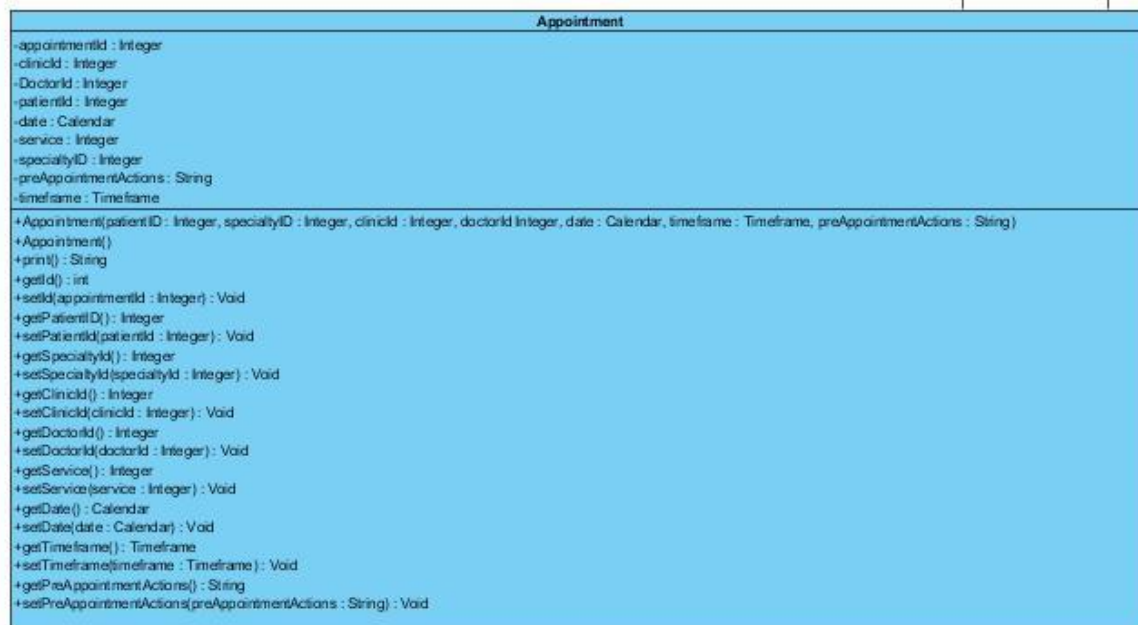 Appointment
-appointmentId : Integer
-clinicId : Integer
-DoctorId : Integer
-patientId : Integer
-date : Calendar
-service : Integer
-specialtyID : Integer
-preAppointmentActions : String
-timeframe : Timeframe
+Appointment(patientID : Integer, specialtyID : Integer, clinicId : Integer, doctorId Integer, date : Calendar, timeframe : Timeframe, preAppointmentActions : String)
+Appointment()
+print() : String
+getId() : int
+setId(appointmentId : Integer) : Void
+getPatientID() : Integer
+setPatientId(patientId : Integer) : Void
+getSpecialtyId() : Integer
+setSpecialtyId(specialtyId : Integer) : Void
+getClinicId() : Integer
+setClinicId(clinicId : Integer) : Void
+getDoctorId() : Integer
+setDoctorId(doctorId : Integer) : Void
+getService() : Integer
+setService(service : Integer) : Void
+getDate() : Calendar
+setDate(date : Calendar) : Void
+getTimeframe() : Timeframe
+setTimeframe(timeframe : Timeframe) : Void
+getPreAppointmentActions() : String
+setPreAppointmentActions(preAppointmentActions : String) : Void